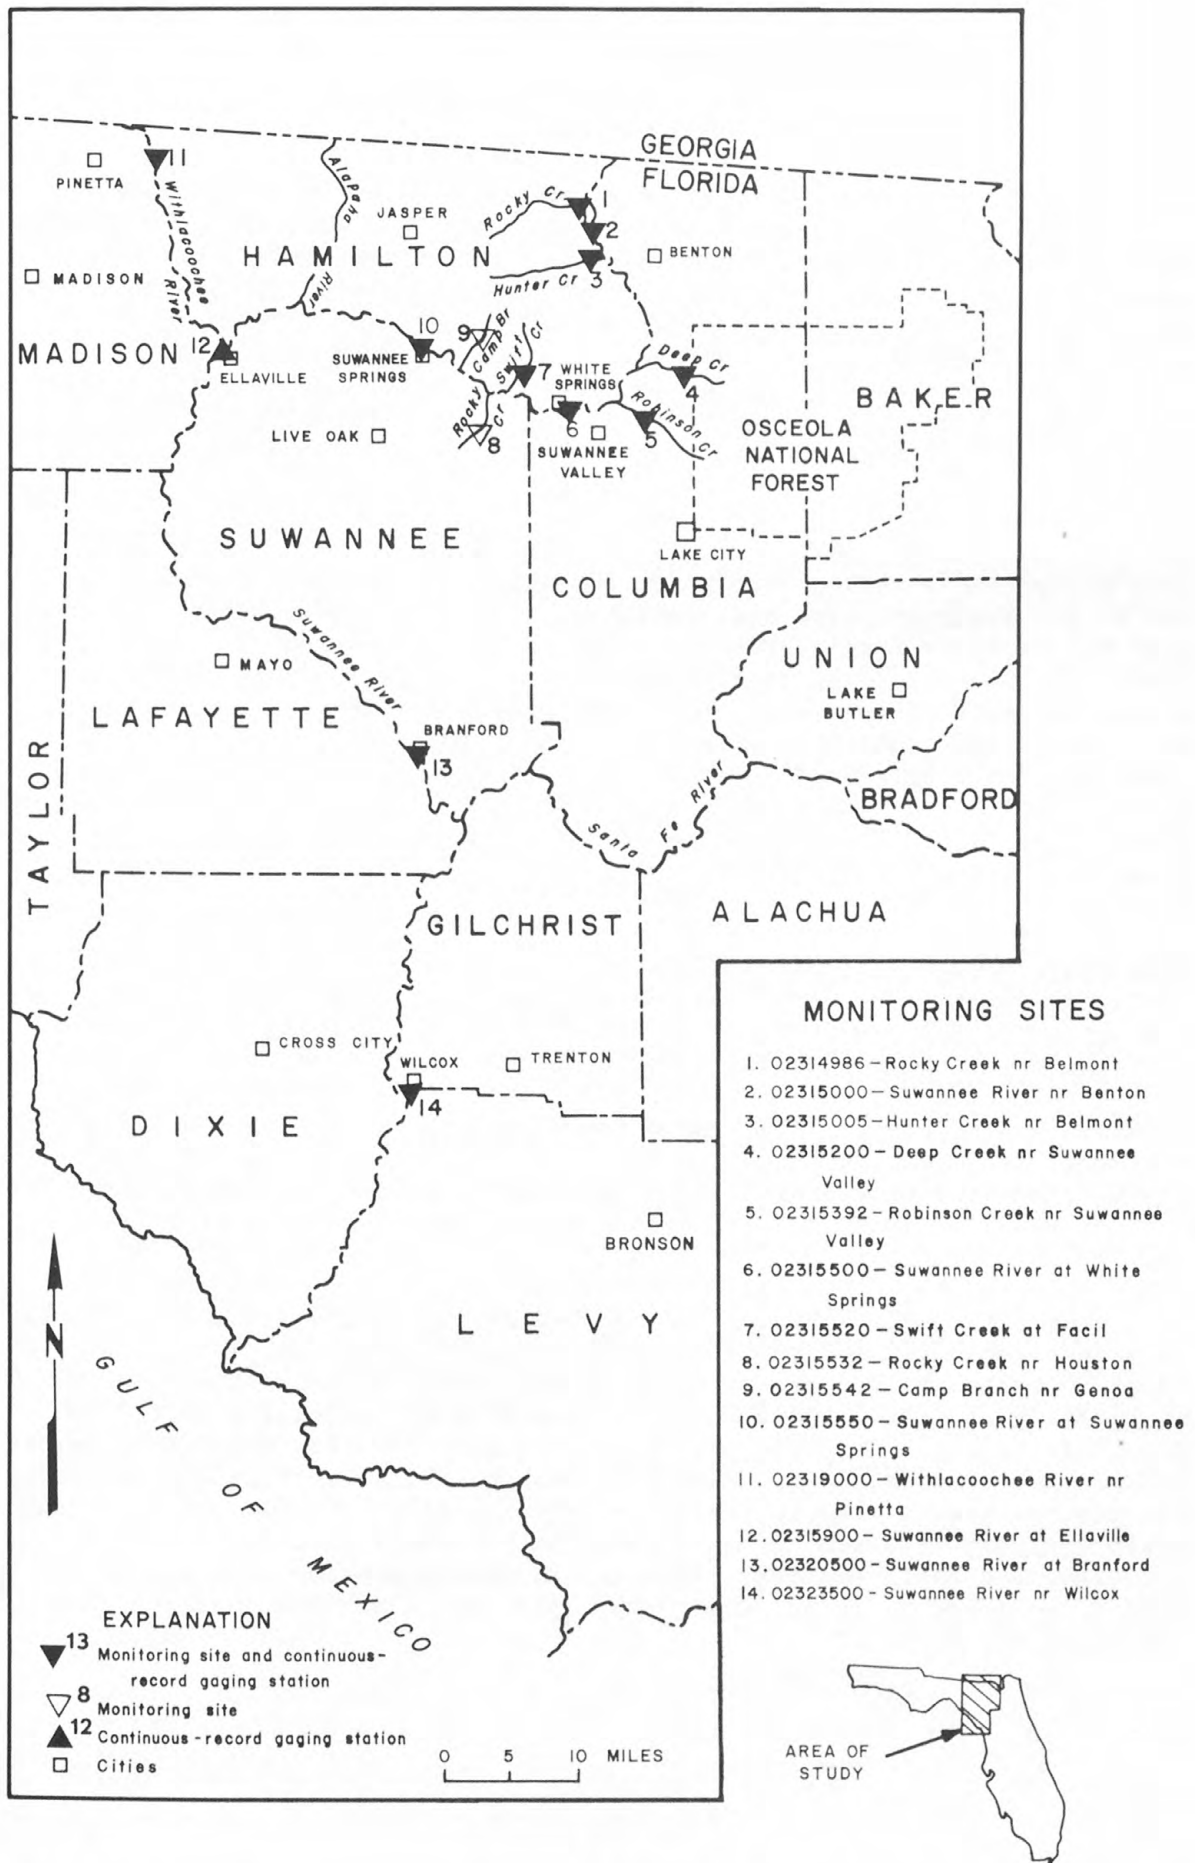 GEORGIA
FLORIDA
11
PINETTA
Withlacoochee
River
Alapaha
River
JASPER
HAMILTON
Rocky Cr
1
2
3
BENTON
Hunter Cr
MADISON
MADISON
12
ELLAVILLE
10
SUWANNEE
SPRINGS
9
Camp Br
Swift
Cr
7
WHITE
SPRINGS
Deep Cr
4
Rocky
Cr
8
6
Robinson Cr
5
SUWANNEE
VALLEY
LIVE OAK
BAKER
OSCEOLA
NATIONAL
FOREST
SUWANNEE
LAKE CITY
COLUMBIA
Suwannee River
MAYO
UNION
LAKE
BUTLER
LAFAYETTE
BRANFORD
13
TAYLOR
Santa Fe River
BRADFORD
GILCHRIST
ALACHUA
CROSS CITY
WILCOX
TRENTON
14
DIXIE
BRONSON
LEVY
N
GULF OF MEXICO
MONITORING SITES
1. 02314986-Rocky Creek nr Belmont
2. 02315000-Suwannee River nr Benton
3. 02315005-Hunter Creek nr Belmont
4. 02315200-Deep Creek nr Suwannee
Valley
5. 02315392-Robinson Creek nr Suwannee
Valley
6. 02315500-Suwannee River at White
Springs
7. 02315520-Swift Creek at Facil
8. 02315532-Rocky Creek nr Houston
9. 02315542-Camp Branch nr Genoa
10. 02315550-Suwannee River at Suwannee
Springs
11. 02319000-Withlacoochee River nr
Pinetta
12. 02315900-Suwannee River at Ellaville
13. 02320500-Suwannee River at Branford
14. 02323500-Suwannee River nr Wilcox
EXPLANATION
13 Monitoring site and continuous-
record gaging station
8 Monitoring site
12 Continuous-record gaging station
Cities
0 5 10 MILES
AREA OF
STUDY